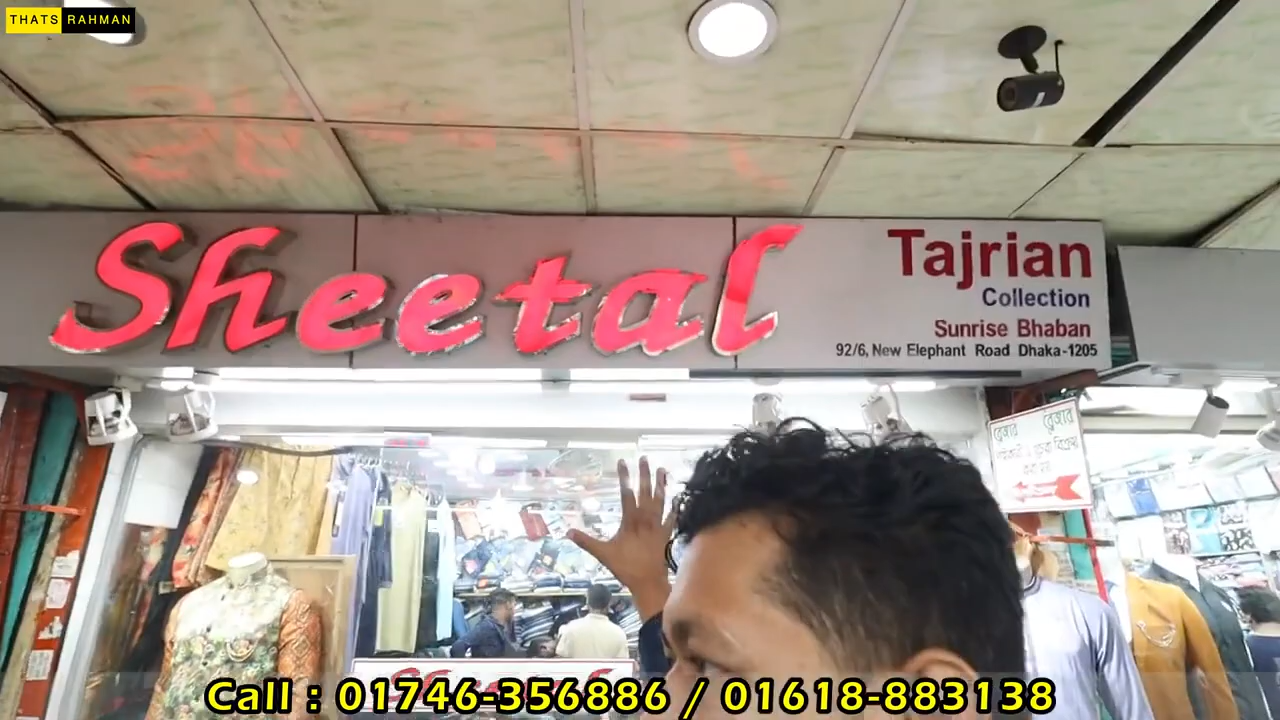 THATS RAHMAN
Sheetal
Tajrian
Collection
Sunrise Bhaban
92/6, New Elephant Road Dhaka-1205
ব্লেজার ব্লেজার
Call : 01746-356886 / 01618-883138